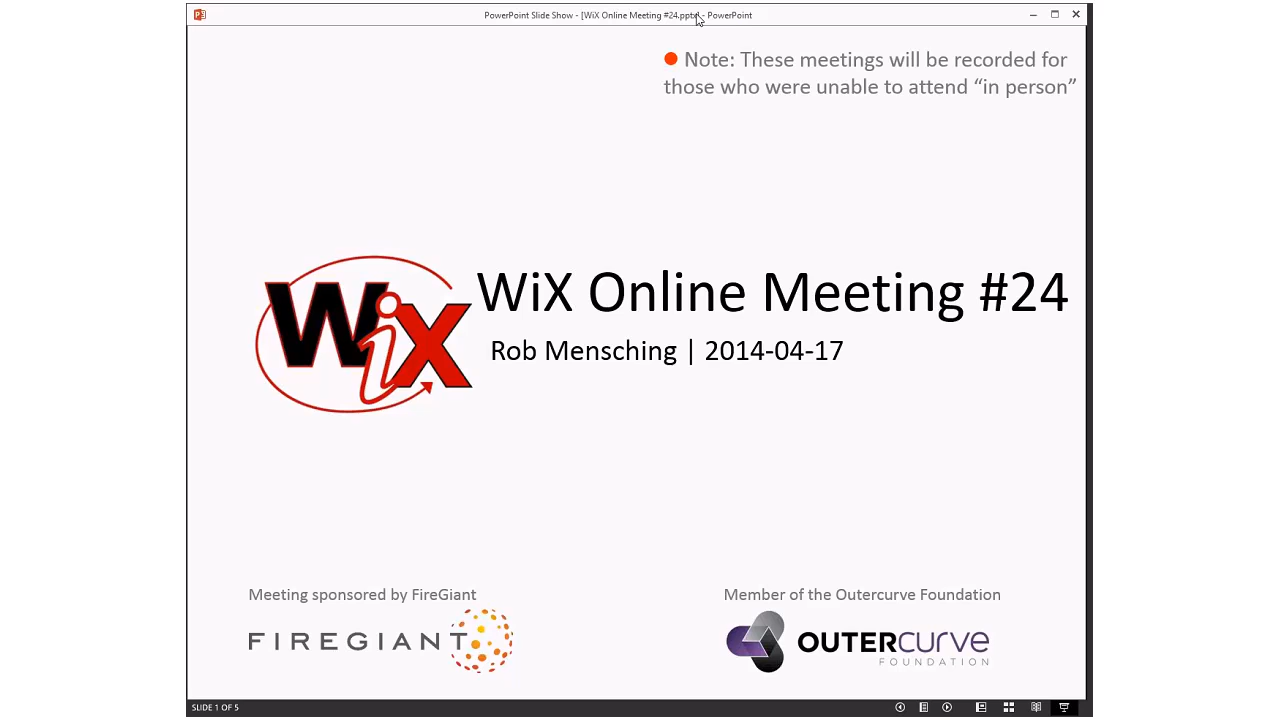 PowerPoint Slide Show - [WiX Online Meeting #24.pptx] - PowerPoint
Note: These meetings will be recorded for
those who were unable to attend “in person”
WiX
WiX Online Meeting #24
Rob Mensching | 2014-04-17
Meeting sponsored by FireGiant
FIREGIANT
Member of the Outercurve Foundation
OUTERCURVE
FOUNDATION
SLIDE 1 OF 5